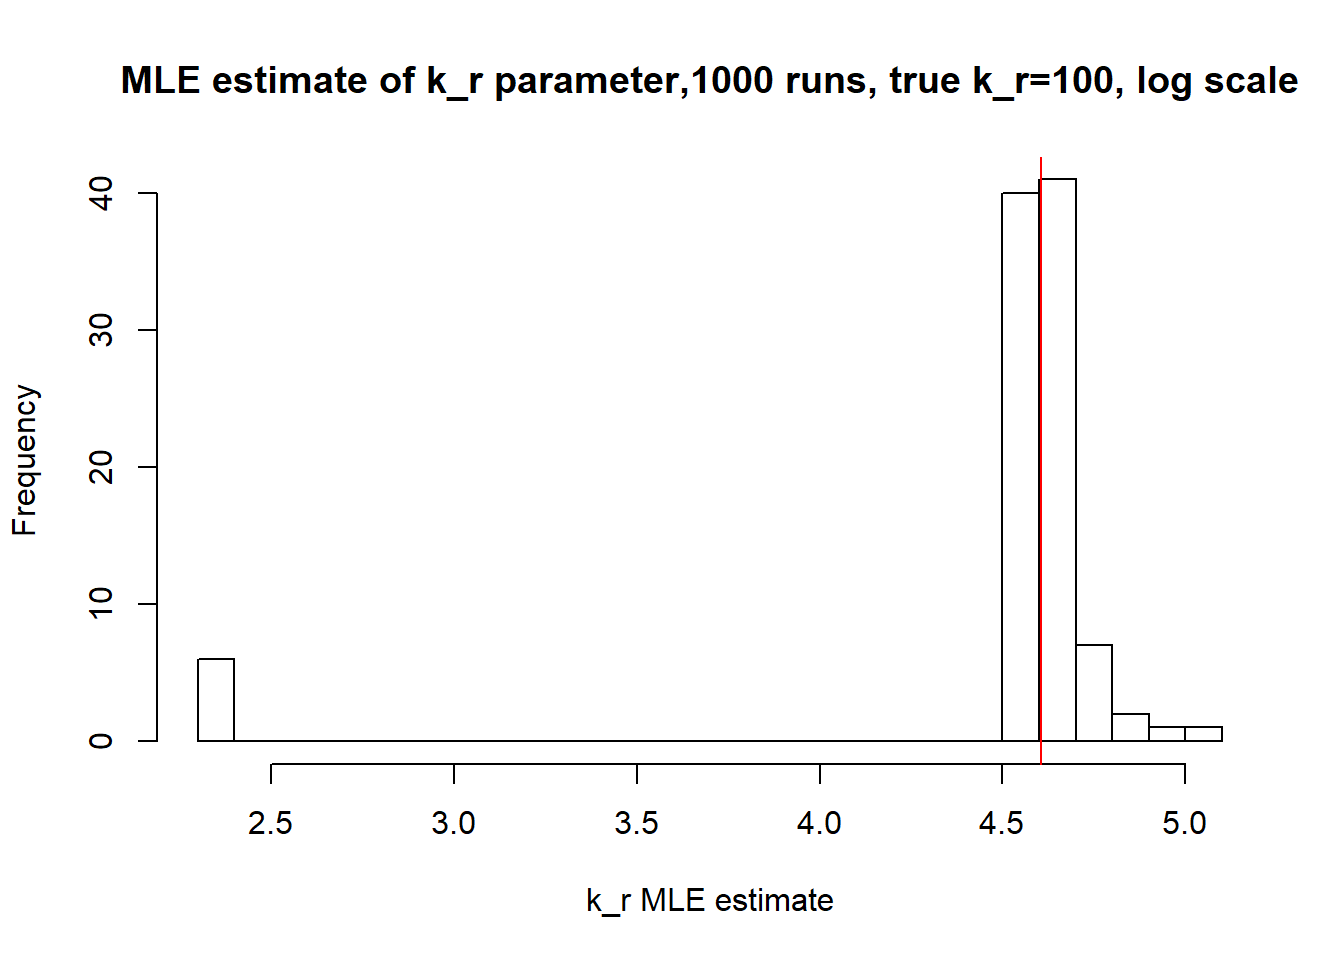 MLE estimate of k_r parameter,1000 runs, true k_r=100, log scale
40
30
20
10
0
Frequency
2.5 3.0 3.5 4.0 4.5 5.0
k_r MLE estimate